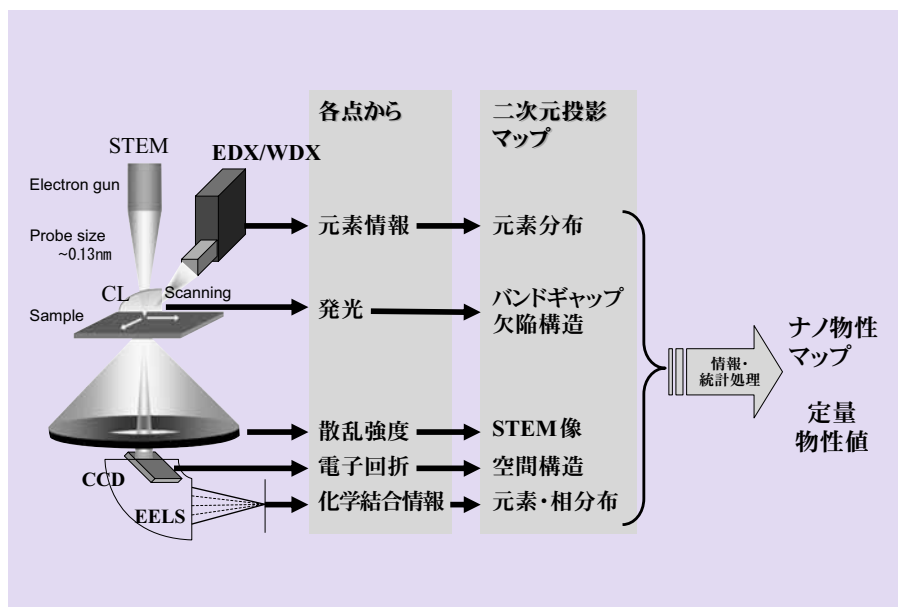 各点から
二次元投影
マップ
STEM
EDX/WDX
Electron gun
Probe size
~0.13nm
元素情報
元素分布
CL
Scanning
Sample
発光
バンドギャップ
欠陥構造
ナノ物性
マップ
情報・
統計処理
定量
物性値
散乱強度
STEM像
CCD
電子回折
空間構造
EELS
化学結合情報
元素・相分布